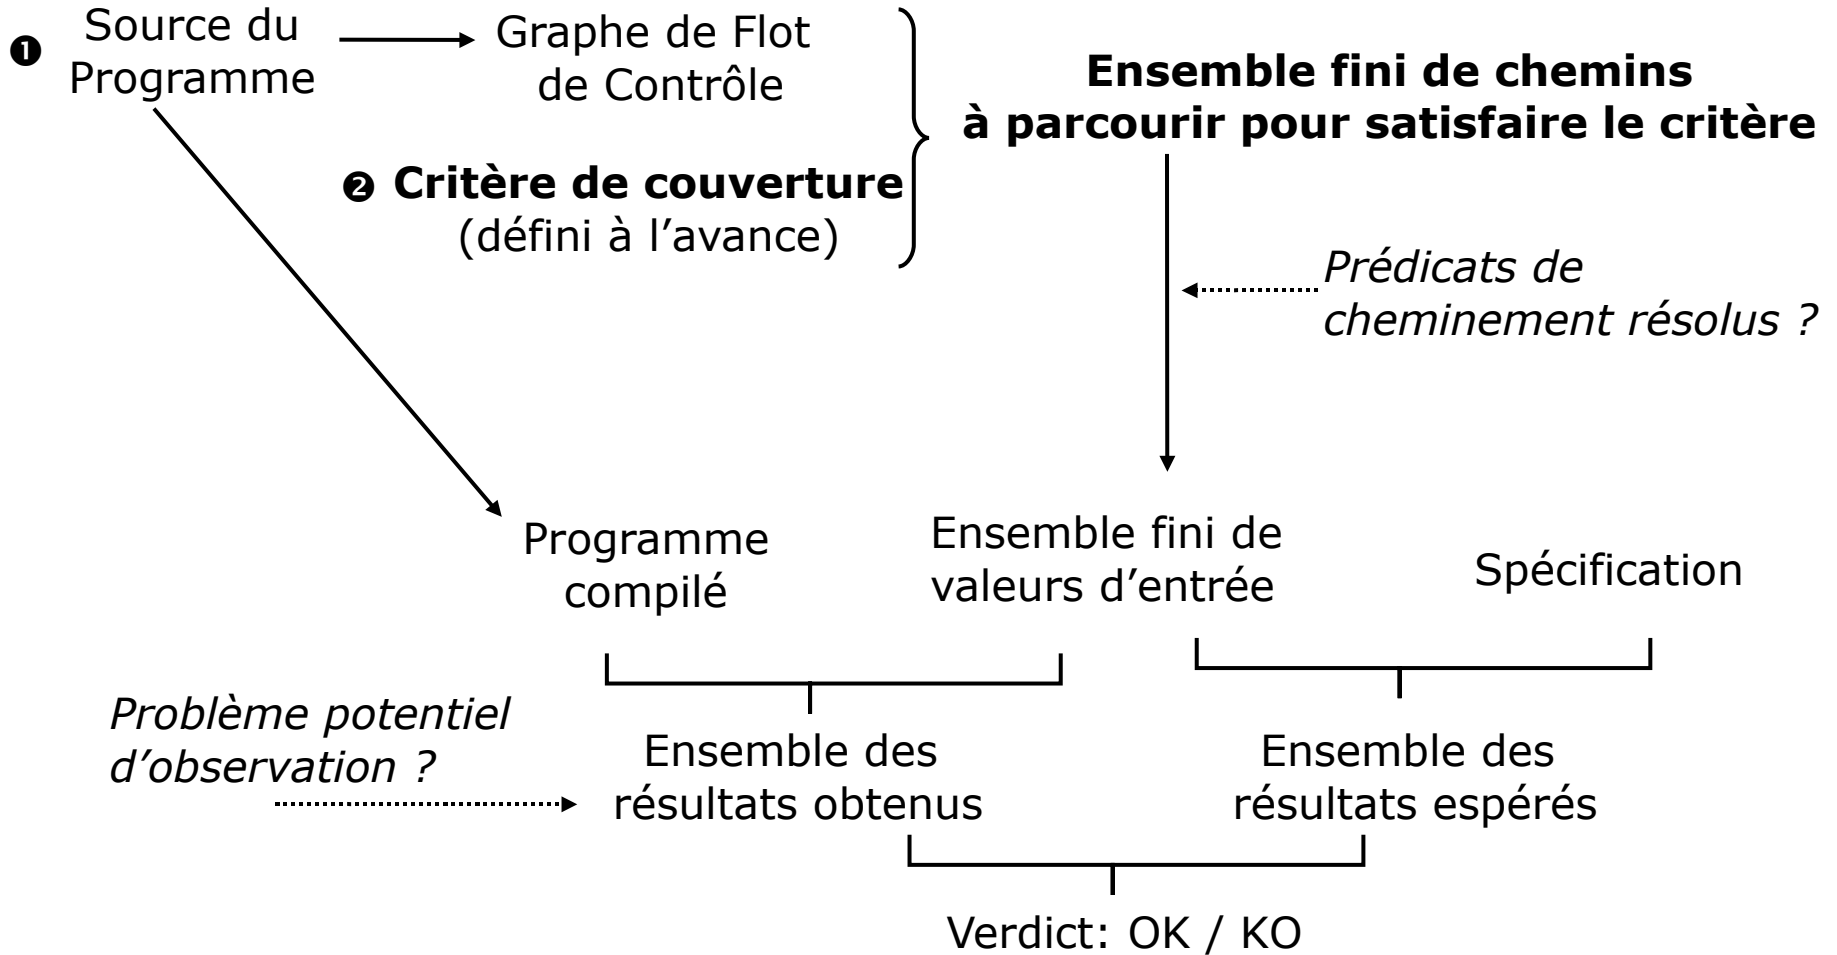 ❶
Source du
Programme
Graphe de Flot
de Contrôle
❷ Critère de couverture
(défini à l’avance)
Ensemble fini de chemins
à parcourir pour satisfaire le critère
Prédicats de
cheminement résolus ?
Programme
compilé
Ensemble fini de
valeurs d’entrée
Spécification
Problème potentiel
d’observation ?
Ensemble des
résultats obtenus
Ensemble des
résultats espérés
Verdict: OK / KO